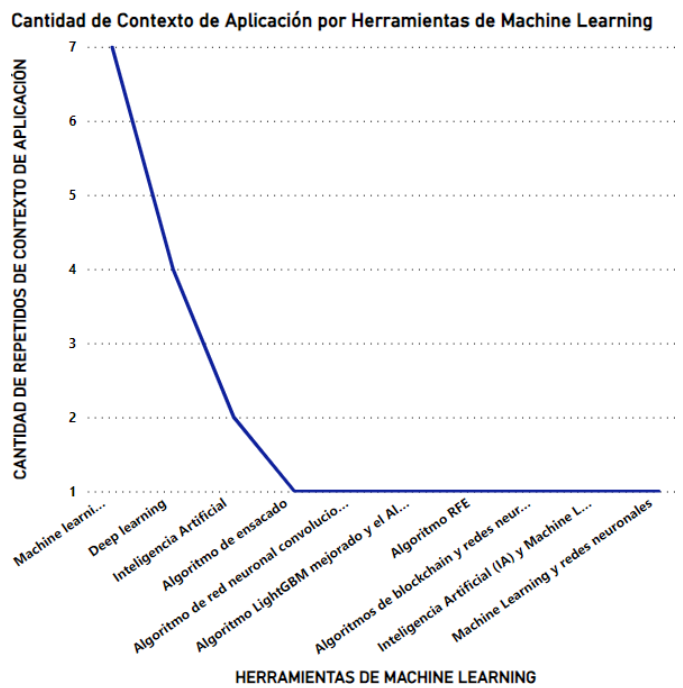 Cantidad de Contexto de Aplicación por Herramientas de Machine Learning
CANTIDAD DE REPETIDOS DE CONTEXTO DE APLICACIÓN
7
6
5
4
3
2
1
Machine learni...
Deep learning
Inteligencia Artificial
Algoritmo de ensacado
Algoritmo de red neuronal convolucio...
Algoritmo LightGBM mejorado y el Al...
Algoritmo RFE
Algoritmos de blockchain y redes neur...
Inteligencia Artificial (IA) y Machine L...
Machine Learning y redes neuronales
HERRAMIENTAS DE MACHINE LEARNING